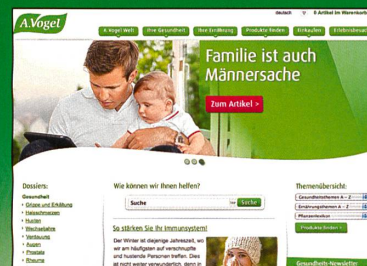 deutsch
0 Artikel im Warenkorb
A.Vogel
A. Vogel Welt
Ihre Gesundheit
Ihre Ernährung
Produkte finden
Einkaufen
Familie ist auch
Männersache
Zum Artikel >
Dossiers:
Gesundheit
Grippe und Erkältung
Halsschmerzen
Husten
Wechseljahre
Verdauung
Augen
Prostata
Rheuma
Wie können wir Ihnen helfen?
Suche
Suche
So stärken Sie Ihr Immunsystem!
Der Winter ist diejenige Jahreszeit, wo
wir am häufigsten auf verschnupfte
und hustende Personen treffen. Dies
ist nicht weiter verwunderlich, denn in
Themenübersicht:
Gesundheitsthemen A – Z
Ernährungsthemen A – Z
Pflanzenlexikon
Produkte finden >
Gesundheits-Newsletter